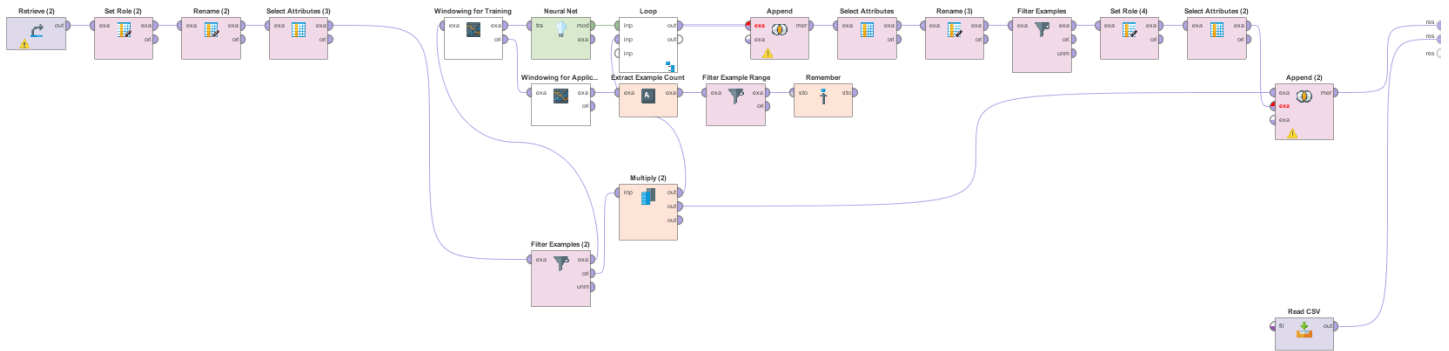 Retrieve (2)
Set Role (2)
Rename (2)
Select Attributes (3)
Windowing for Training
Neural Net
Loop
Append
Select Attributes
Rename (3)
Filter Examples
Set Role (4)
Select Attributes (2)
out
exa exa
ori
exa exa
ori
exa exa
ori
exa exa
ori
tra mod
exa
inp out
inp out
inp
exa mer
exa
exa exa
ori
exa exa
ori
exa exa
ori
unm
exa exa
ori
exa exa
ori
res
res
res
Windowing for Applic...
Extract Example Count
Filter Example Range
Remember
Append (2)
exa exa
ori
exa exa
exa exa
ori
sto sto
exa mer
exa
exa
Multiply (2)
inp out
out
out
Filter Examples (2)
exa exa
ori
unm
Read CSV
fil out